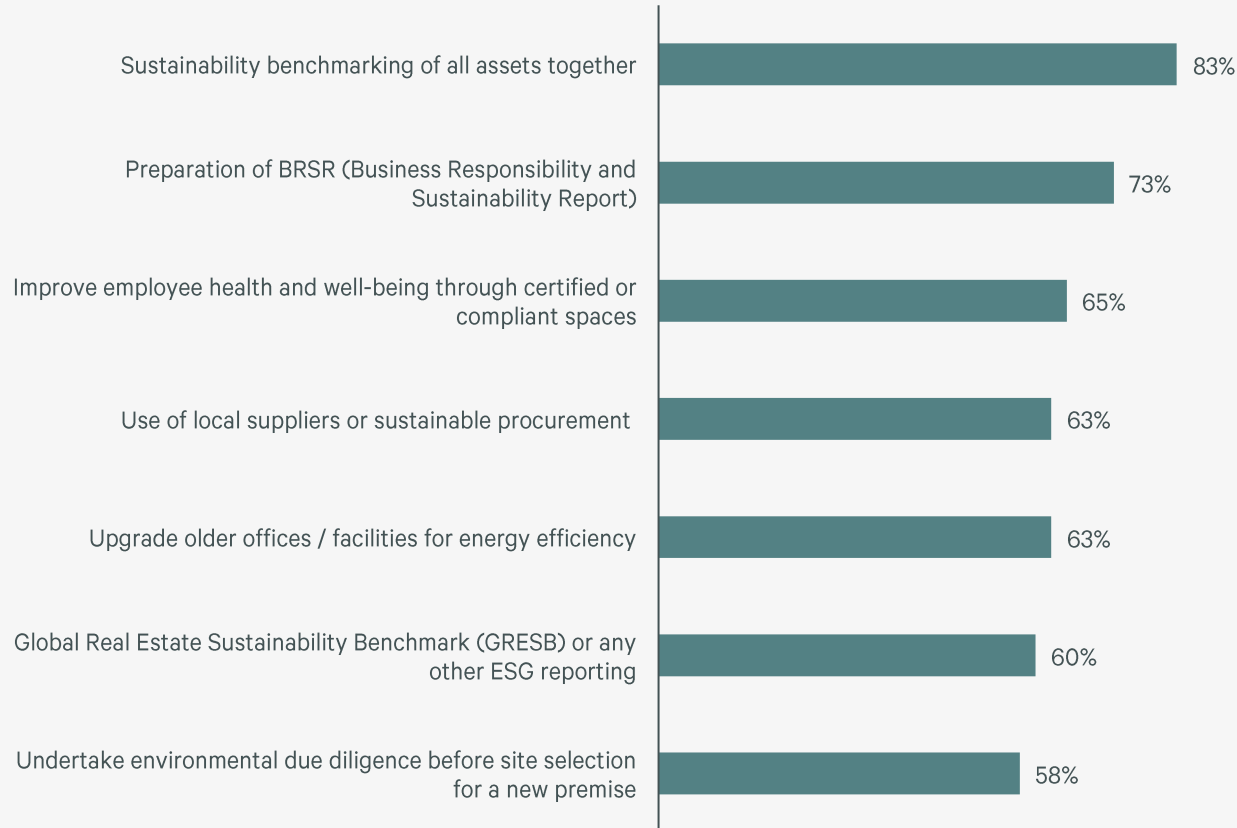 Sustainability benchmarking of all assets together
83%
Preparation of BRSR (Business Responsibility and
Sustainability Report)
73%
Improve employee health and well-being through certified or
compliant spaces
65%
Use of local suppliers or sustainable procurement
63%
Upgrade older offices / facilities for energy efficiency
63%
Global Real Estate Sustainability Benchmark (GRESB) or any
other ESG reporting
60%
Undertake environmental due diligence before site selection
for a new premise
58%